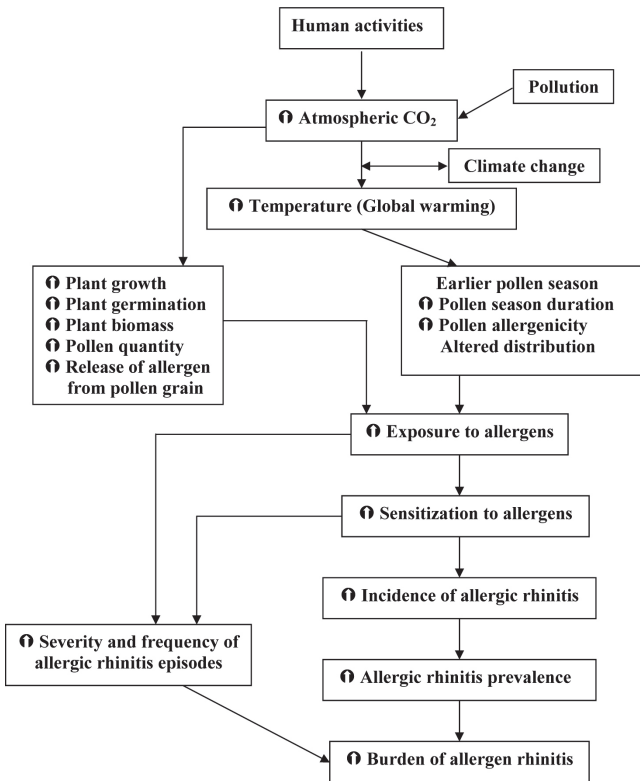 Human activities
Pollution
⬆ Atmospheric CO₂
Climate change
⬆ Temperature (Global warming)
⬆ Plant growth
⬆ Plant germination
⬆ Plant biomass
⬆ Pollen quantity
⬆ Release of allergen
from pollen grain
Earlier pollen season
⬆ Pollen season duration
⬆ Pollen allergenicity
Altered distribution
⬆ Exposure to allergens
⬆ Sensitization to allergens
⬆ Incidence of allergic rhinitis
⬆ Severity and frequency of
allergic rhinitis episodes
⬆ Allergic rhinitis prevalence
⬆ Burden of allergen rhinitis